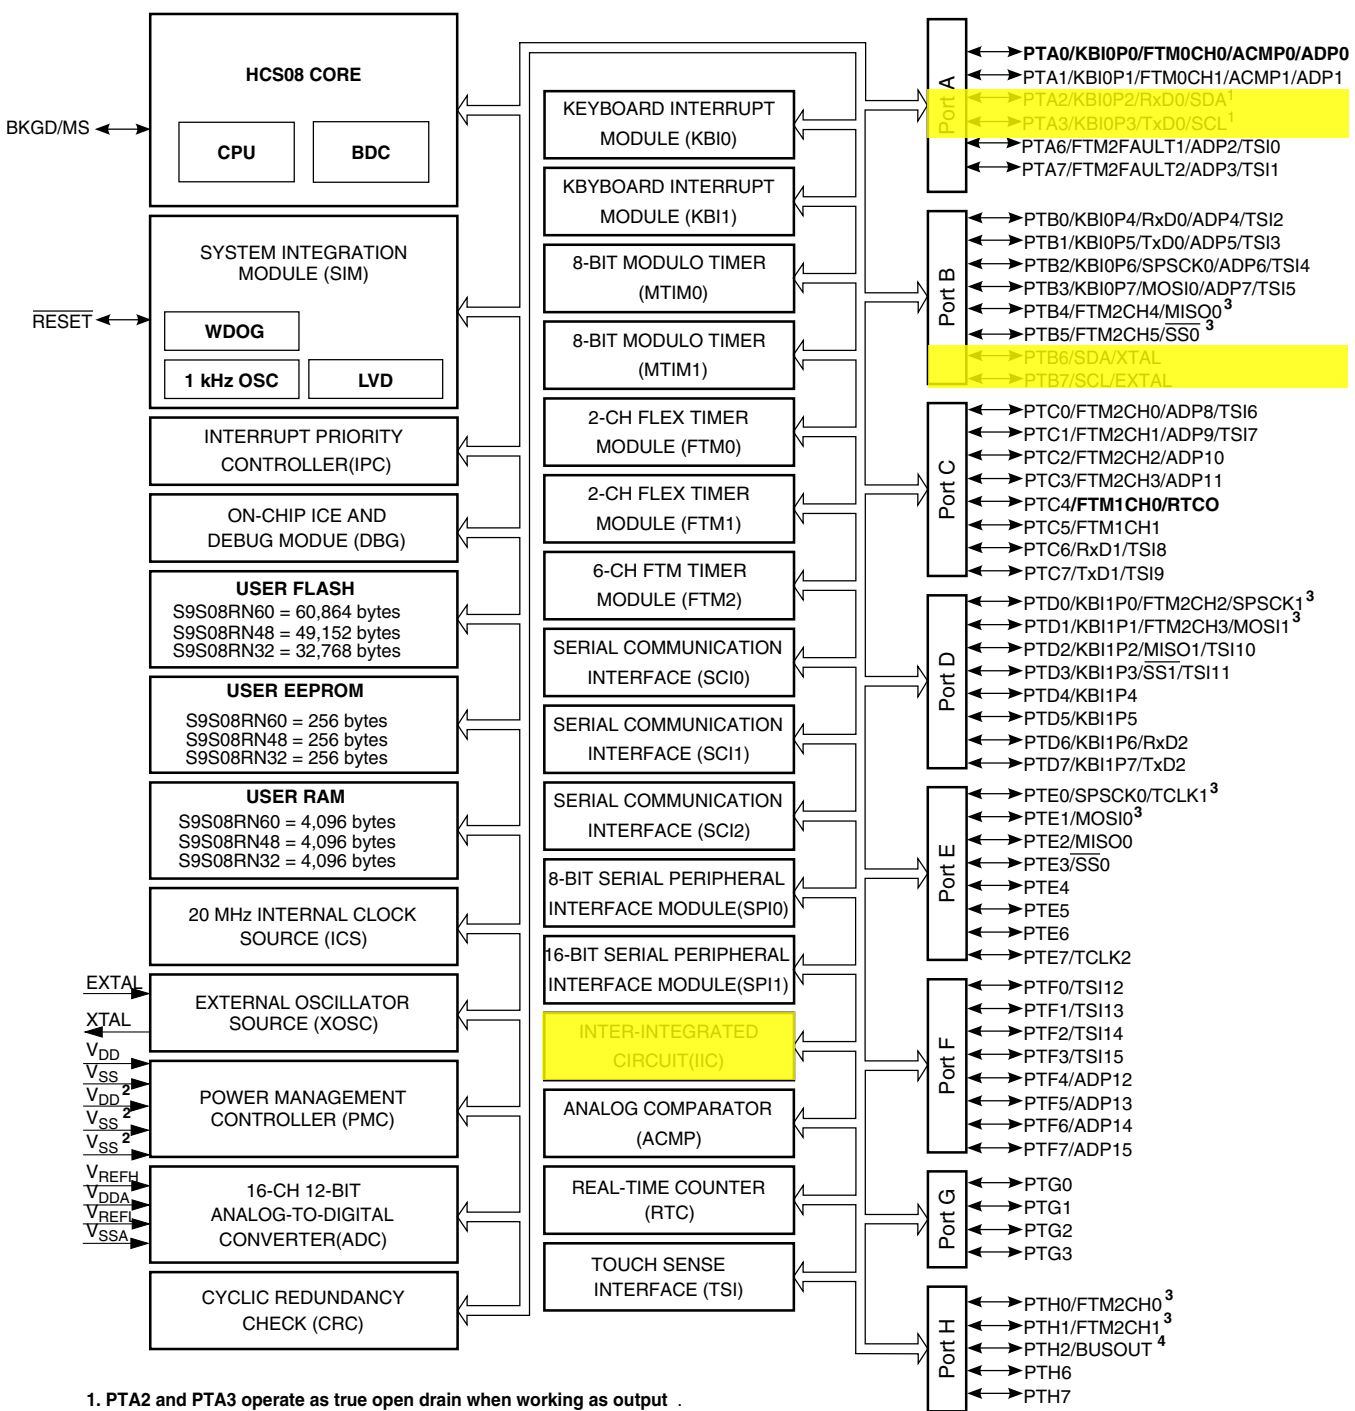 HCS08 CORE
CPU
BDC
BKGD/MS
SYSTEM INTEGRATION
MODULE (SIM)
WDOG
1 kHz OSC
LVD
RESET
INTERRUPT PRIORITY
CONTROLLER(IPC)
ON-CHIP ICE AND
DEBUG MODUE (DBG)
USER FLASH
S9S08RN60 = 60,864 bytes
S9S08RN48 = 49,152 bytes
S9S08RN32 = 32,768 bytes
USER EEPROM
S9S08RN60 = 256 bytes
S9S08RN48 = 256 bytes
S9S08RN32 = 256 bytes
USER RAM
S9S08RN60 = 4,096 bytes
S9S08RN48 = 4,096 bytes
S9S08RN32 = 4,096 bytes
20 MHz INTERNAL CLOCK
SOURCE (ICS)
EXTAL
XTAL
EXTERNAL OSCILLATOR
SOURCE (XOSC)
VDD
VSS
VDD 2
VSS 2
VSS 2
POWER MANAGEMENT
CONTROLLER (PMC)
VREFH
VDDA
VREFL
VSSA
16-CH 12-BIT
ANALOG-TO-DIGITAL
CONVERTER(ADC)
CYCLIC REDUNDANCY
CHECK (CRC)
KEYBOARD INTERRUPT
MODULE (KBI0)
KBYBOARD INTERRUPT
MODULE (KBI1)
8-BIT MODULO TIMER
(MTIM0)
8-BIT MODULO TIMER
(MTIM1)
2-CH FLEX TIMER
MODULE (FTM0)
2-CH FLEX TIMER
MODULE (FTM1)
6-CH FTM TIMER
MODULE (FTM2)
SERIAL COMMUNICATION
INTERFACE (SCI0)
SERIAL COMMUNICATION
INTERFACE (SCI1)
SERIAL COMMUNICATION
INTERFACE (SCI2)
8-BIT SERIAL PERIPHERAL
INTERFACE MODULE(SPI0)
16-BIT SERIAL PERIPHERAL
INTERFACE MODULE(SPI1)
INTER-INTEGRATED
CIRCUIT(IIC)
ANALOG COMPARATOR
(ACMP)
REAL-TIME COUNTER
(RTC)
TOUCH SENSE
INTERFACE (TSI)
Port A
PTA0/KBI0P0/FTM0CH0/ACMP0/ADP0
PTA1/KBI0P1/FTM0CH1/ACMP1/ADP1
PTA2/KBI0P2/RxD0/SDA1
PTA3/KBI0P3/TxD0/SCL1
PTA6/FTM2FAULT1/ADP2/TSI0
PTA7/FTM2FAULT2/ADP3/TSI1
Port B
PTB0/KBI0P4/RxD0/ADP4/TSI2
PTB1/KBI0P5/TxD0/ADP5/TSI3
PTB2/KBI0P6/SPSCK0/ADP6/TSI4
PTB3/KBI0P7/MOSI0/ADP7/TSI5
PTB4/FTM2CH4/MISO0 3
PTB5/FTM2CH5/SS0 3
PTB6/SDA/XTAL
PTB7/SCL/EXTAL
Port C
PTC0/FTM2CH0/ADP8/TSI6
PTC1/FTM2CH1/ADP9/TSI7
PTC2/FTM2CH2/ADP10
PTC3/FTM2CH3/ADP11
PTC4/FTM1CH0/RTCO
PTC5/FTM1CH1
PTC6/RxD1/TSI8
PTC7/TxD1/TSI9
Port D
PTD0/KBI1P0/FTM2CH2/SPSCK1 3
PTD1/KBI1P1/FTM2CH3/MOSI1 3
PTD2/KBI1P2/MISO1/TSI10
PTD3/KBI1P3/SS1/TSI11
PTD4/KBI1P4
PTD5/KBI1P5
PTD6/KBI1P6/RxD2
PTD7/KBI1P7/TxD2
Port E
PTE0/SPSCK0/TCLK1 3
PTE1/MOSI0 3
PTE2/MISO0
PTE3/SS0
PTE4
PTE5
PTE6
PTE7/TCLK2
Port F
PTF0/TSI12
PTF1/TSI13
PTF2/TSI14
PTF3/TSI15
PTF4/ADP12
PTF5/ADP13
PTF6/ADP14
PTF7/ADP15
Port G
PTG0
PTG1
PTG2
PTG3
Port H
PTH0/FTM2CH0 3
PTH1/FTM2CH1 3
PTH2/BUSOUT 4
PTH6
PTH7
1. PTA2 and PTA3 operate as true open drain when working as output .